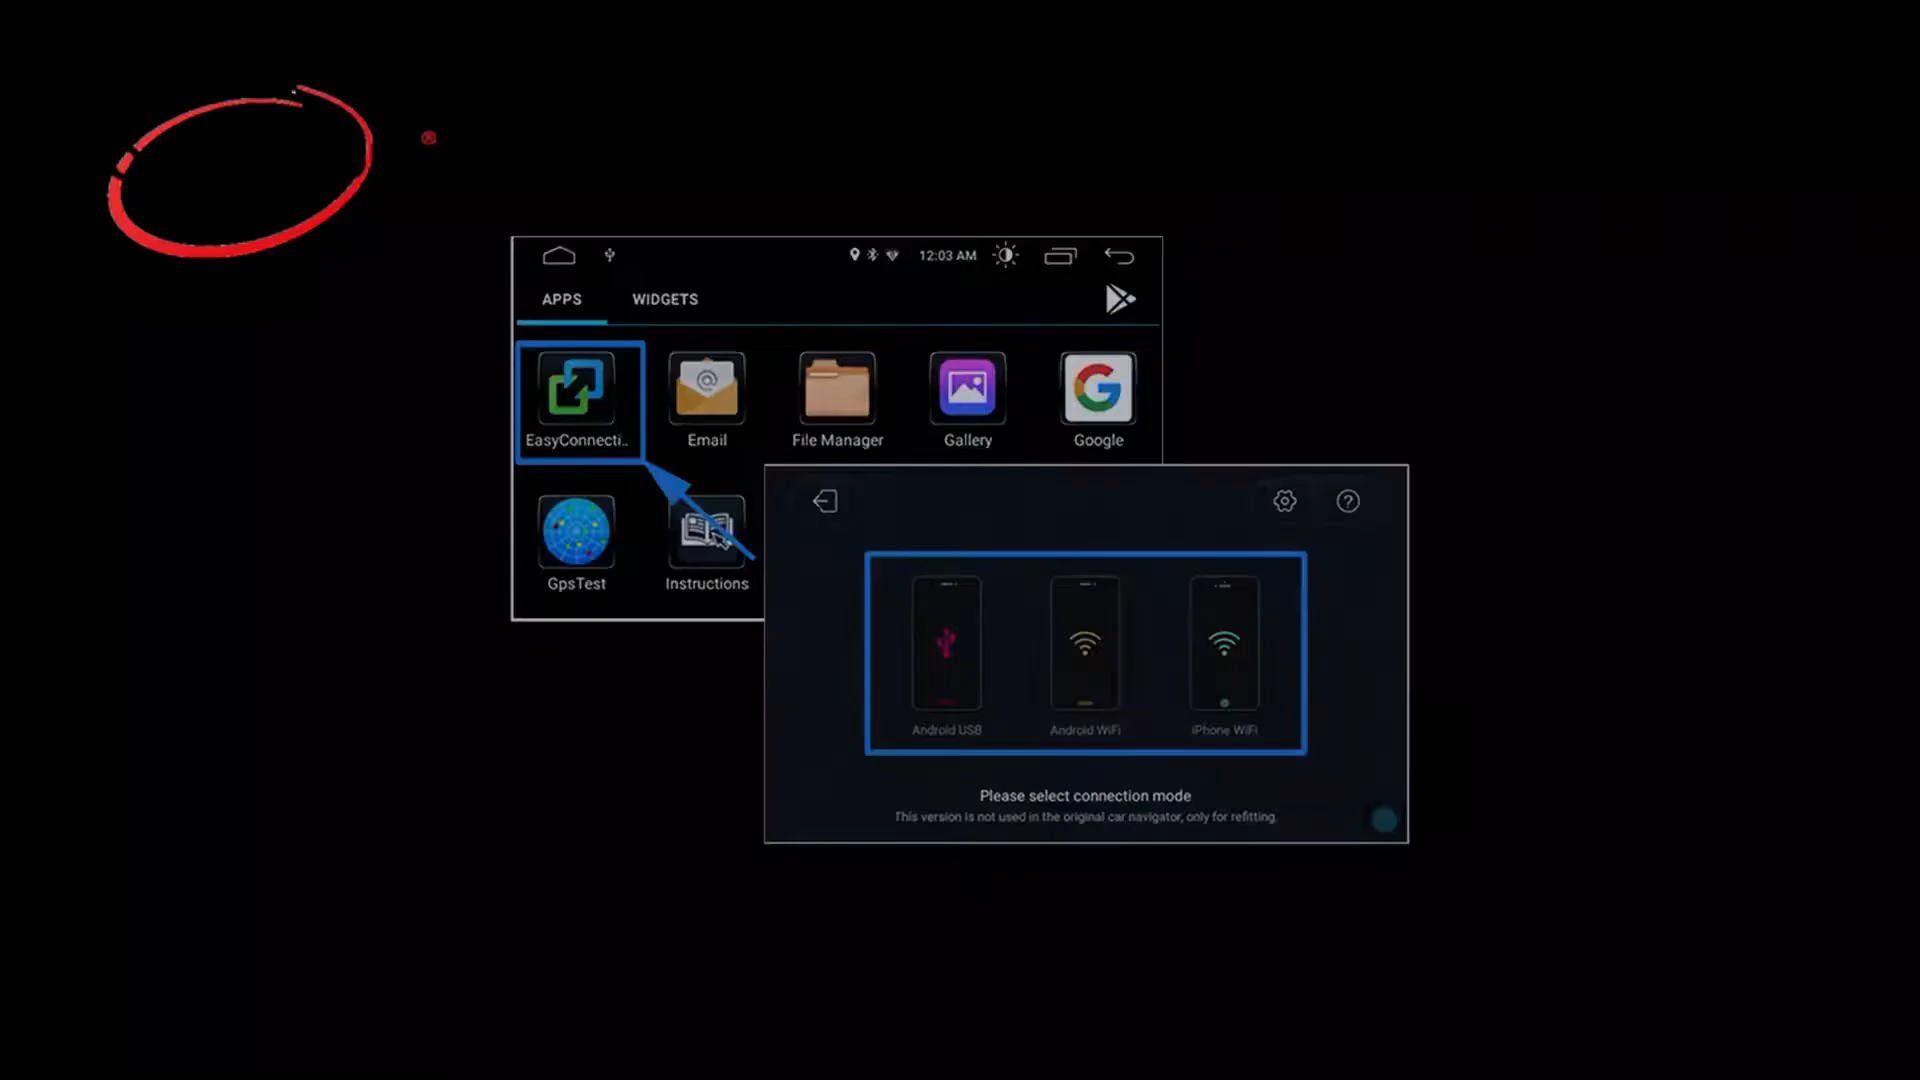 ®
12:03 AM
APPS WIDGETS
EasyConnecti..
Email
File Manager
Gallery
Google
GpsTest
Instructions
Android USB
Android WiFi
iPhone WiFi
Please select connection mode
This version is not used in the original car navigator, only for refitting.